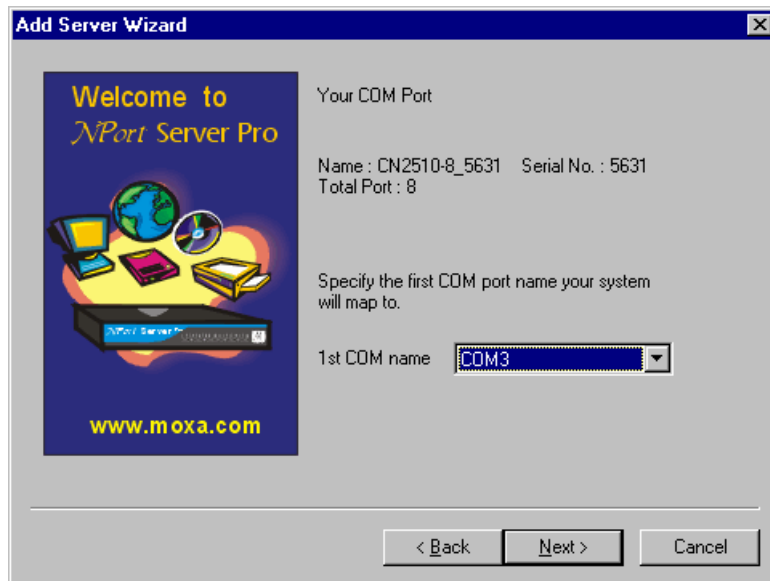 Add Server Wizard
Welcome to
NPort Server Pro
www.moxa.com
Your COM Port
Name : CN2510-8_5631 Serial No. : 5631
Total Port : 8
Specify the first COM port name your system
will map to.
1st COM name COM3
< Back Next > Cancel